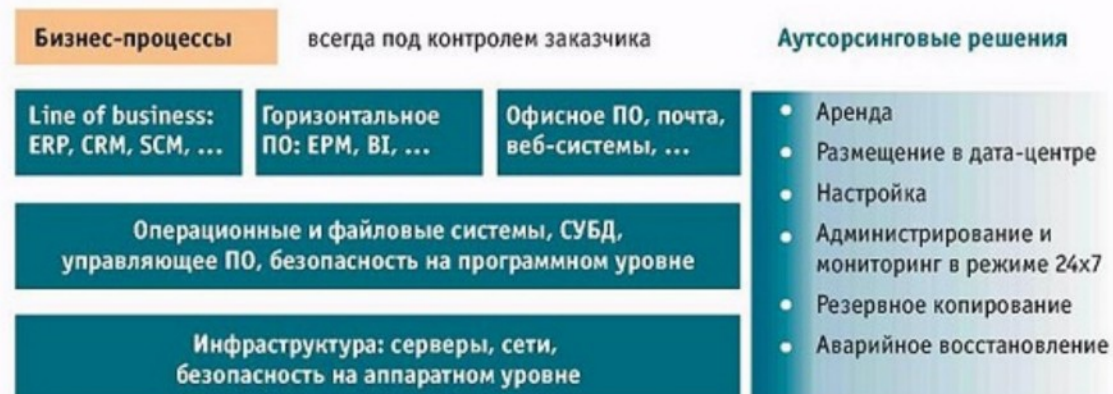 Бизнес-процессы
всегда под контролем заказчика
Аутсорсинговые решения
Line of business:
ERP, CRM, SCM, ...
Горизонтальное
ПО: EPM, BI, ...
Офисное ПО, почта,
веб-системы, ...
Операционные и файловые системы, СУБД,
управляющее ПО, безопасность на программном уровне
Инфраструктура: серверы, сети,
безопасность на аппаратном уровне
• Аренда
• Размещение в дата-центре
• Настройка
• Администрирование и
мониторинг в режиме 24x7
• Резервное копирование
• Аварийное восстановление